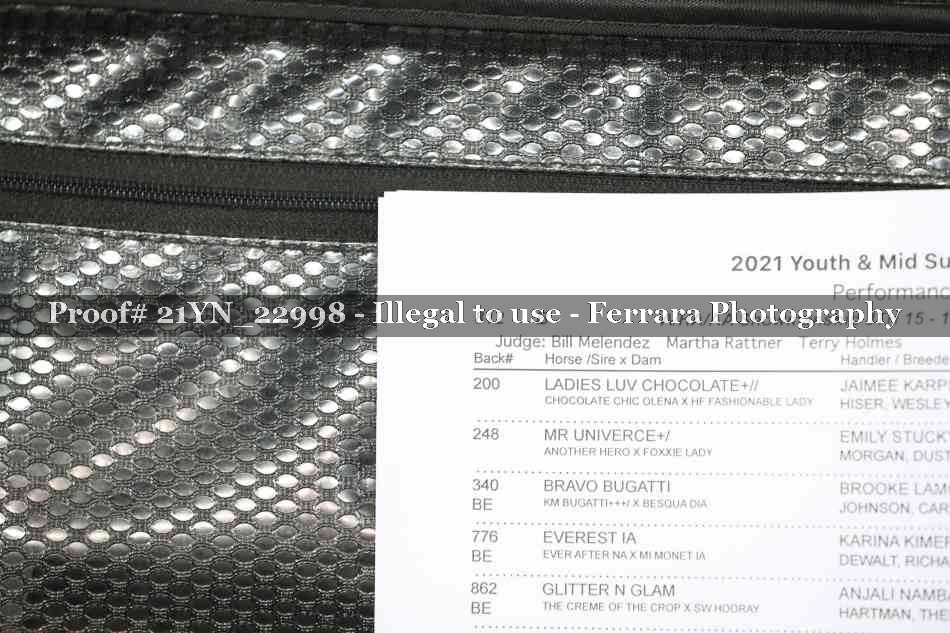 2021 Youth & Mid Su
Performanc
Proof# 21YN_22998 - Illegal to use - Ferrara Photography
15 - 1
Judge: Bill Melendez Martha Rattner Terry Holmes
Back# Horse /Sire x Dam Handler / Breede
200 LADIES LUV CHOCOLATE+// JAIMEE KARP
CHOCOLATE CHIC OLENA X HF FASHIONABLE LADY HISER, WESLEY
248 MR UNIVERCE+/ EMILY STUCK
ANOTHER HERO X FOXXIE LADY MORGAN, DUST
340 BRAVO BUGATTI BROOKE LAM
BE KM BUGATTI+++/ X BESQUA DIA JOHNSON, CAR
776 EVEREST IA KARINA KIMER
BE EVER AFTER NA X MI MONET IA DEWALT, RICHA
862 GLITTER N GLAM ANJALI NAMBA
BE THE CREME OF THE CROP X SW HOORAY HARTMAN, THE